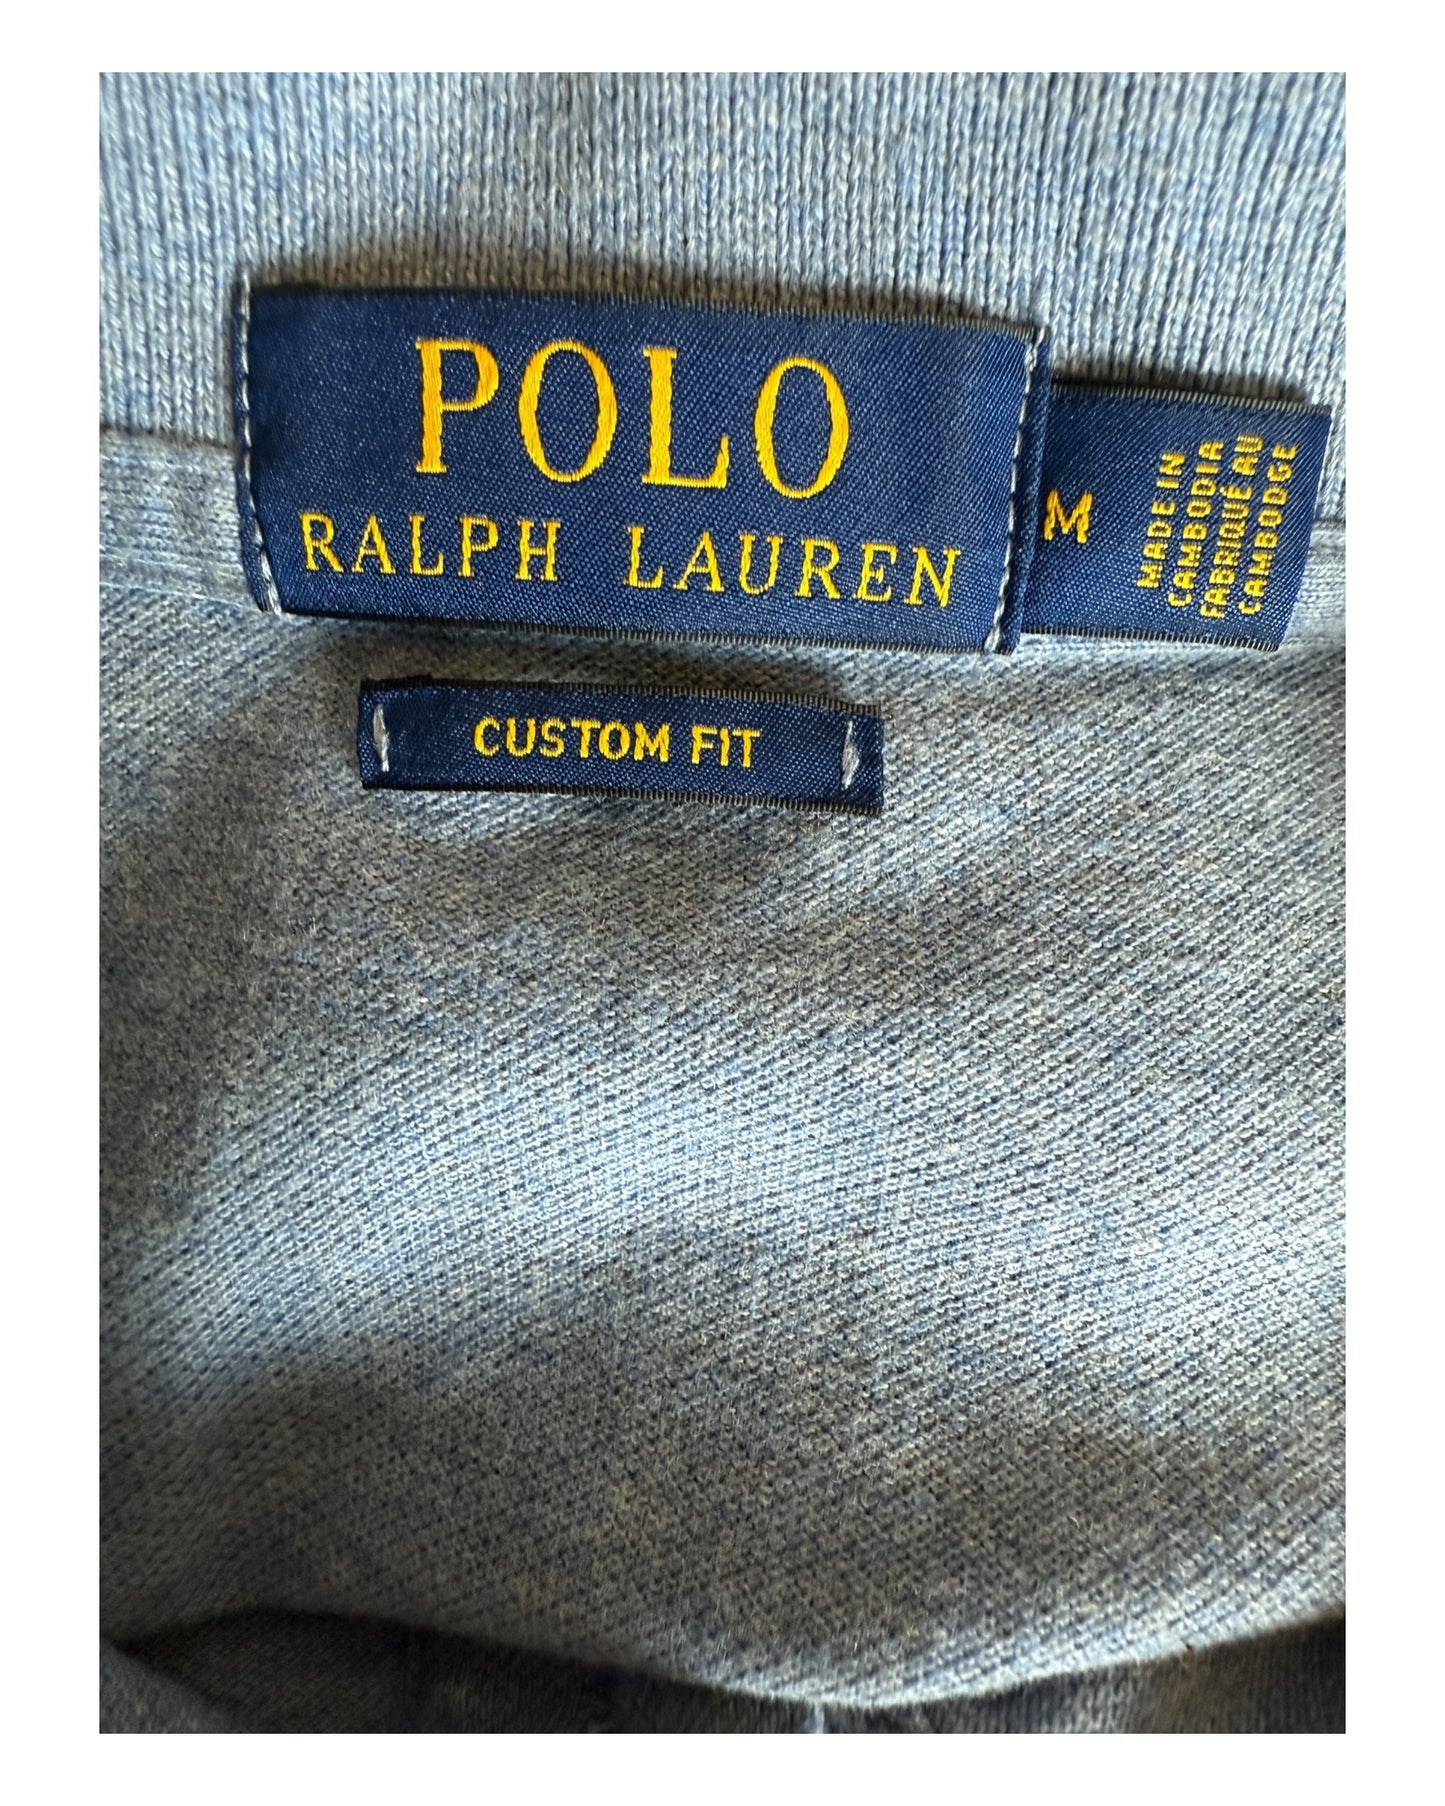 POLO
RALPH LAUREN
M
MADE IN
CAMBODIA
FABRIQUÉ AU
CAMBODGE
CUSTOM FIT